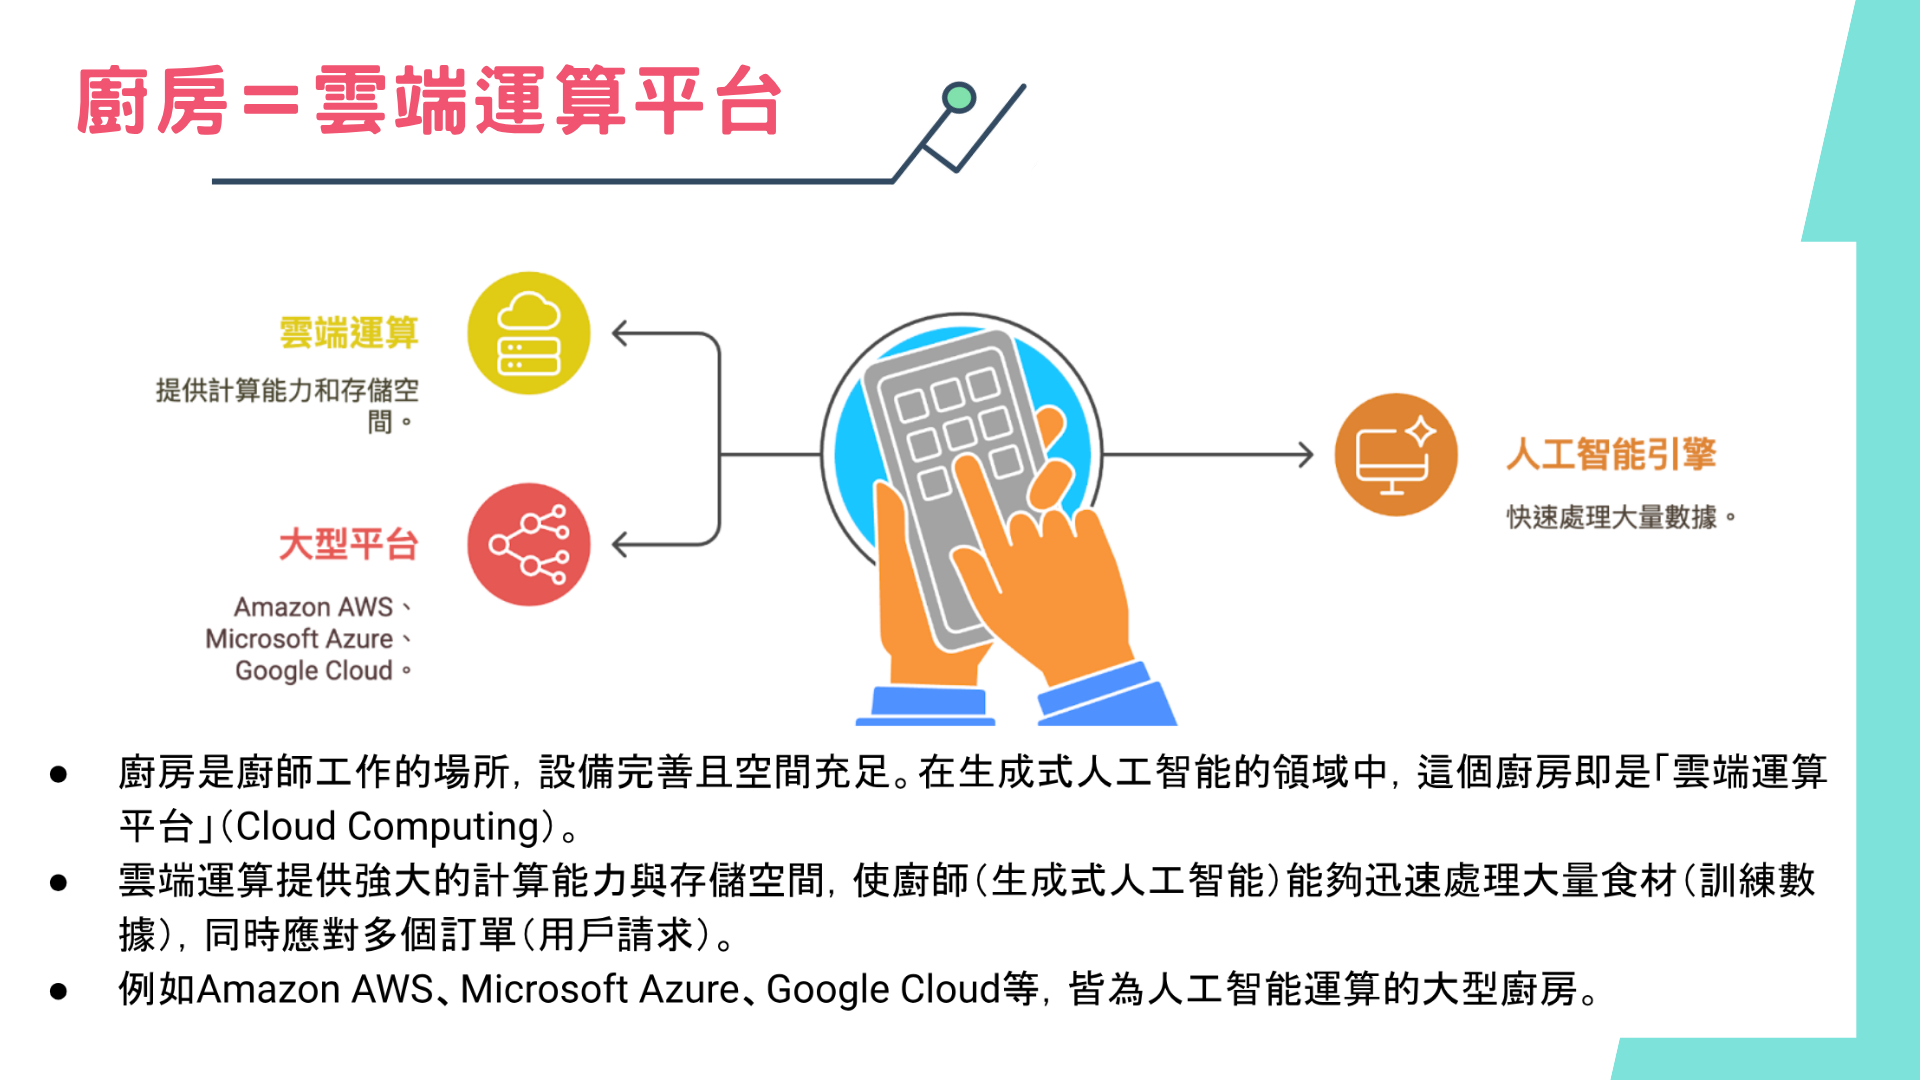 廚房＝雲端運算平台
雲端運算
提供計算能力和存儲空
間。
大型平台
Amazon AWS、
Microsoft Azure、
Google Cloud。
人工智能引擎
快速處理大量數據。
● 廚房是廚師工作的場所，設備完善且空間充足。在生成式人工智能的領域中，這個廚房即是「雲端運算
平台」（Cloud Computing）。
● 雲端運算提供強大的計算能力與存儲空間，使廚師（生成式人工智能）能夠迅速處理大量食材（訓練數
據），同時應對多個訂單（用戶請求）。
● 例如Amazon AWS、Microsoft Azure、Google Cloud等，皆為人工智能運算的大型廚房。